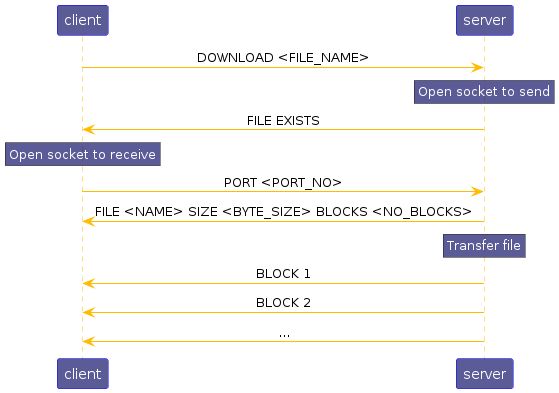 client server
DOWNLOAD <FILE_NAME>
Open socket to send
FILE EXISTS
Open socket to receive
PORT <PORT_NO>
FILE <NAME> SIZE <BYTE_SIZE> BLOCKS <NO_BLOCKS>
Transfer file
BLOCK 1
BLOCK 2
...
client server